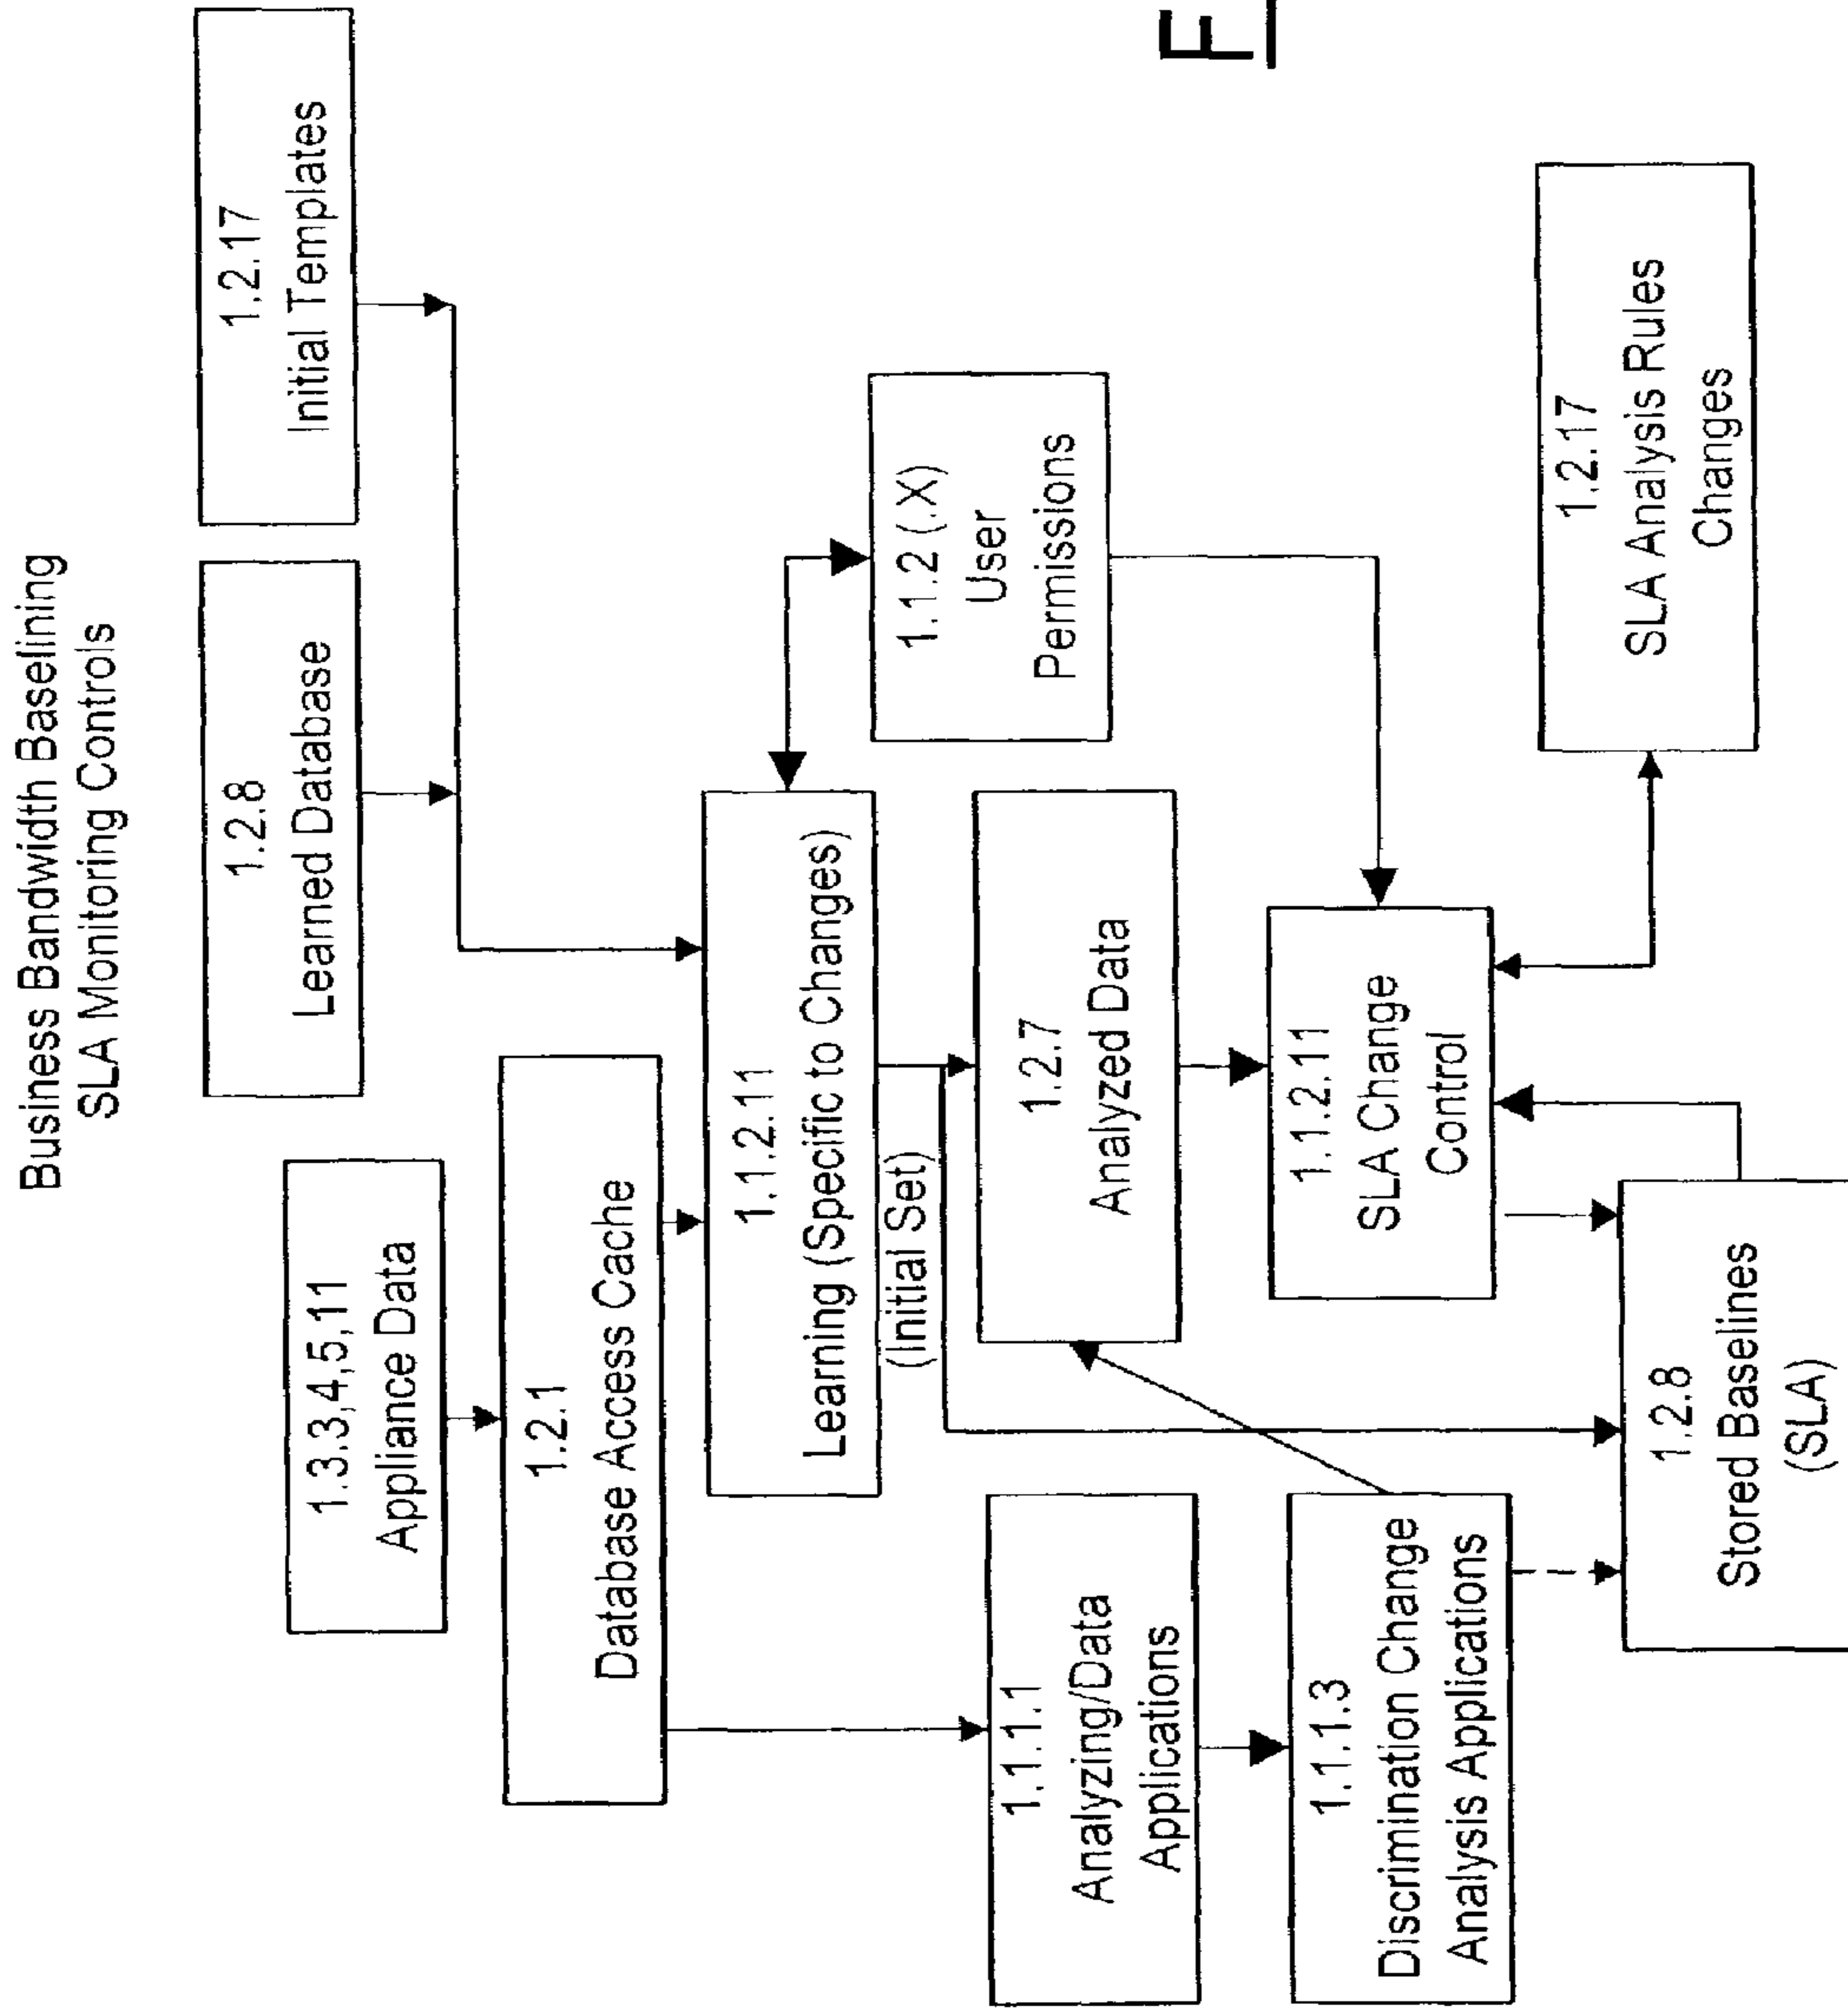 Business Bandwidth Baselining
SLA Monitoring Controls
1.3.3,4,5,11
Appliance Data
1.2.8
Learned Database
1.2.17
Initial Templates
1.2.1
Database Access Cache
1.1.2.11
Learning (Specific to Changes)
(Initial Set)
1.1.2 (.X)
User
Permissions
1.1.1.1
Analyzing/Data
Applications
1.2.7
Analyzed Data
1.1.1.3
Discrimination Change
Analysis Applications
1.1.2.11
SLA Change
Control
1.2.17
SLA Analysis Rules
Changes
1.2.8
Stored Baselines
(SLA)
F